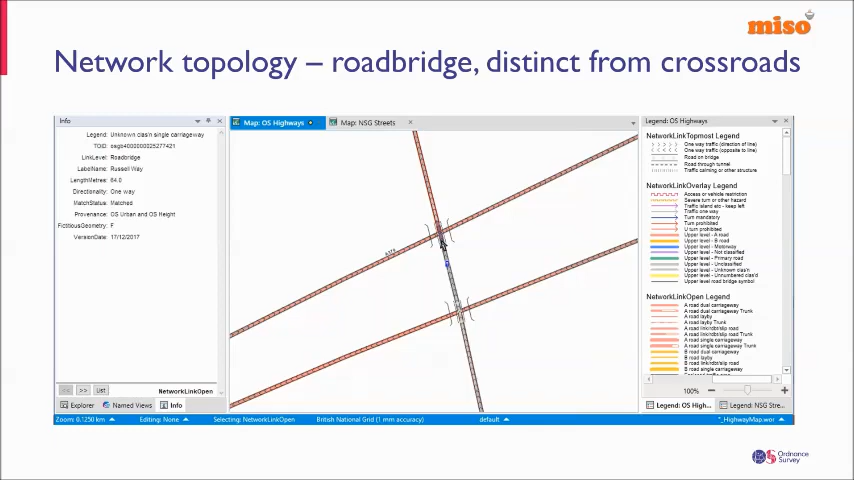 miso
Network topology – roadbridge, distinct from crossroads
Info
Legend: Unknown clas'n single carriageway
TOID: osgb4000000025277421
LinkLevel: Roadbridge
LabelName: Russell Way
LengthMetres: 64.0
Directionality: One way
MatchStatus: Matched
Provenance: OS Urban and OS Height
FictitiousGeometry: F
VersionDate: 17/12/2017
<< >> List
NetworkLinkOpen
Explorer Named Views Info
Map: OS Highways
Map: NSG Streets
Legend: OS Highways
NetworkLinkTopmost Legend
One way traffic (direction of line)
One way traffic (opposite to line)
Road on bridge
Road through tunnel
Traffic calming or other structure
NetworkLinkOverlay Legend
Access or vehicle restriction
Severe turn or other hazard
Traffic island etc - keep left
Traffic one way
Turn mandatory
Turn prohibited
U turn prohibited
Upper level - A road
Upper level - B road
Upper level - Motorway
Upper level - Not classified
Upper level - Primary road
Upper level - Unclassified
Upper level - Unknown clas'n
Upper level - Unnumbered clas'd
Upper level road bridge symbol
NetworkLinkOpen Legend
A road dual carriageway
A road dual carriageway Trunk
A road layby
A road layby Trunk
A road link/rdbt/slip road
A road link/rdbt/slip Trunk
A road single carriageway
A road single carriageway Trunk
B road dual carriageway
B road layby
B road link/rdbt/slip road
B road single carriageway
100%
Legend: OS High... Legend: NSG Stre...
Zoom: 0.1250 km Editing: None Selecting: NetworkLinkOpen British National Grid (1 mm accuracy) default *_HighwayMap.wor
Ordnance
Survey